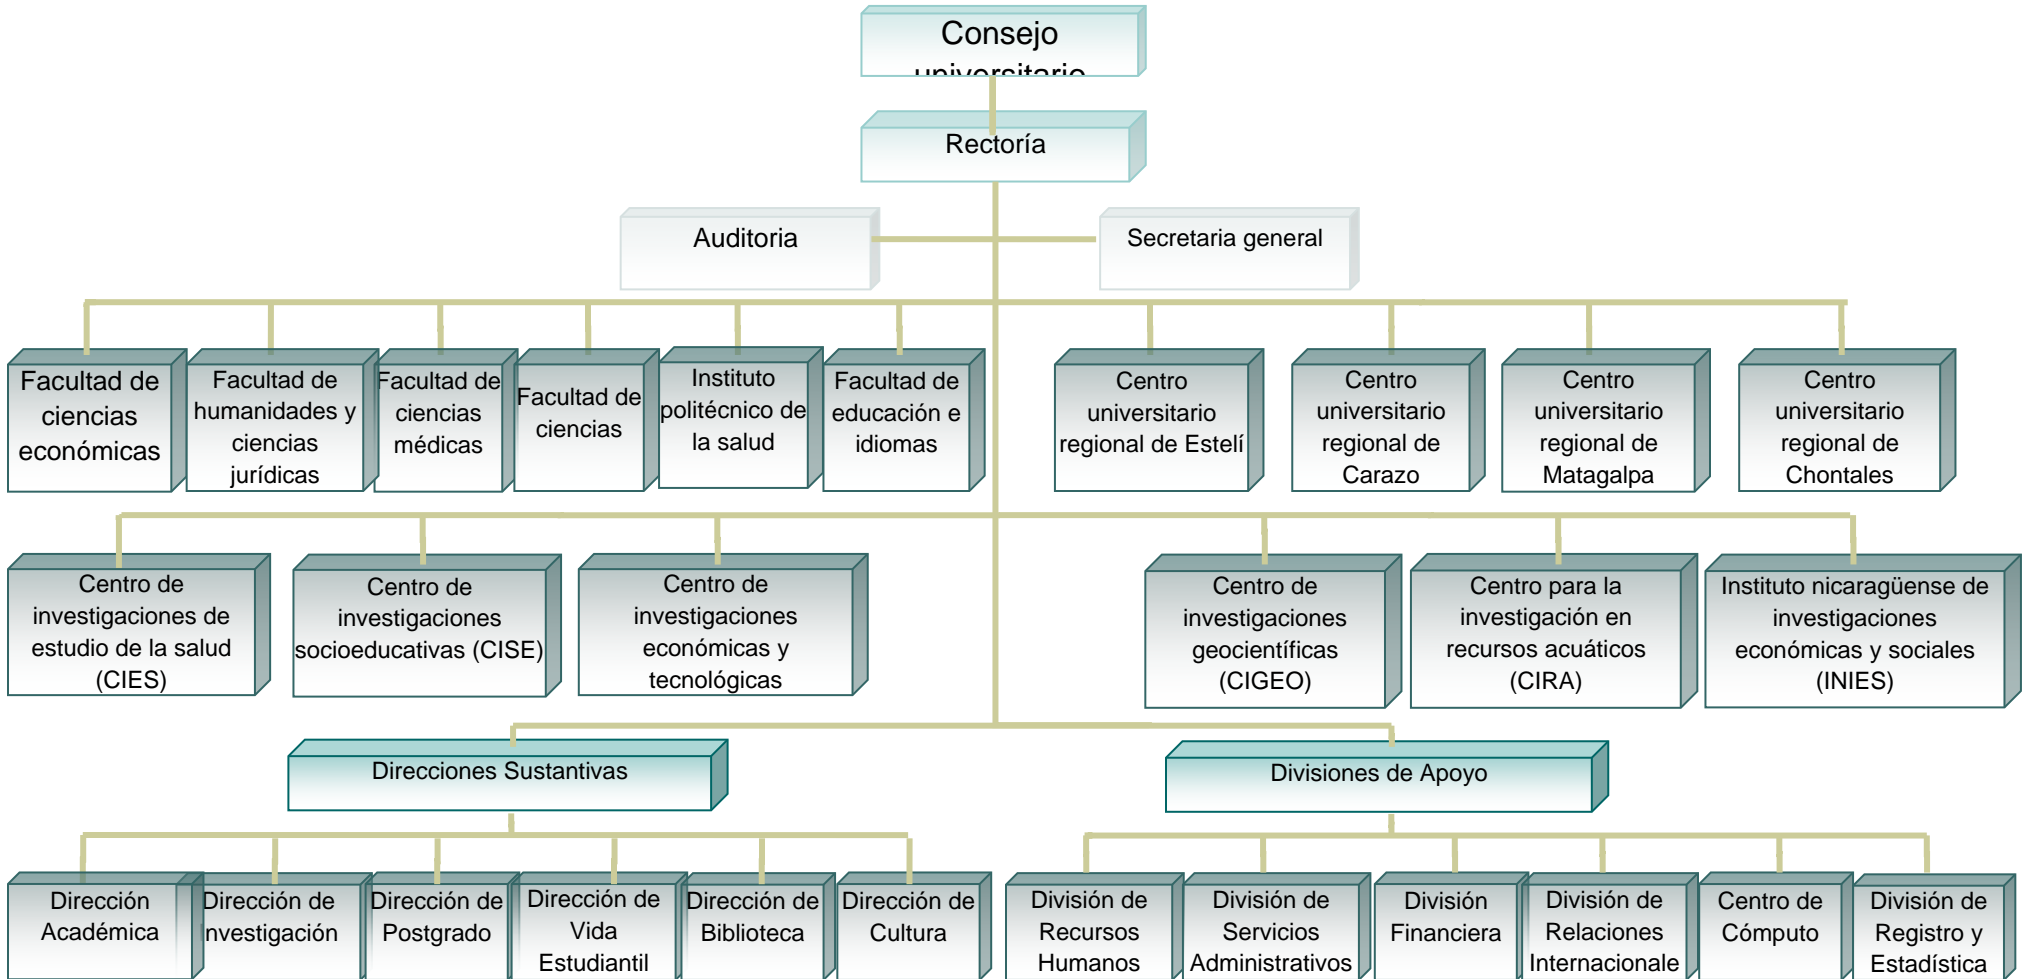 Consejo
universitario
Rectoría
Auditoria
Secretaria general
Facultad de
ciencias
económicas
Facultad de
humanidades y
ciencias
jurídicas
Facultad de
ciencias
médicas
Facultad de
ciencias
Instituto
politécnico de
la salud
Facultad de
educación e
idiomas
Centro
universitario
regional de Estelí
Centro
universitario
regional de
Carazo
Centro
universitario
regional de
Matagalpa
Centro
universitario
regional de
Chontales
Centro de
investigaciones de
estudio de la salud
(CIES)
Centro de
investigaciones
socioeducativas (CISE)
Centro de
investigaciones
económicas y
tecnológicas
Centro de
investigaciones
geocientíficas
(CIGEO)
Centro para la
investigación en
recursos acuáticos
(CIRA)
Instituto nicaragüense de
investigaciones
económicas y sociales
(INIES)
Direcciones Sustantivas
Divisiones de Apoyo
Dirección
Académica
Dirección de
Investigación
Dirección de
Postgrado
Dirección de
Vida
Estudiantil
Dirección de
Biblioteca
Dirección de
Cultura
División de
Recursos
Humanos
División de
Servicios
Administrativos
División
Financiera
División de
Relaciones
Internacionale
Centro de
Cómputo
División de
Registro y
Estadística